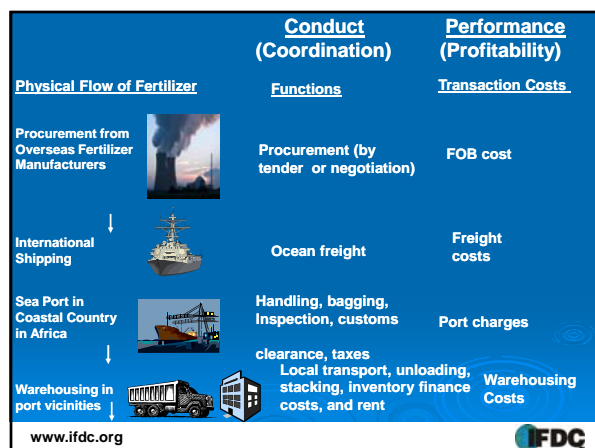 Conduct
(Coordination)
Performance
(Profitability)
Physical Flow of Fertilizer
Functions
Transaction Costs
Procurement from
Overseas Fertilizer
Manufacturers
Procurement (by
tender or negotiation)
FOB cost
International
Shipping
Ocean freight
Freight
costs
Sea Port in
Coastal Country
in Africa
Handling, bagging,
Inspection, customs
clearance, taxes
Port charges
Warehousing in
port vicinities
Local transport, unloading,
stacking, inventory finance
costs, and rent
Warehousing
Costs
www.ifdc.org
IFDC